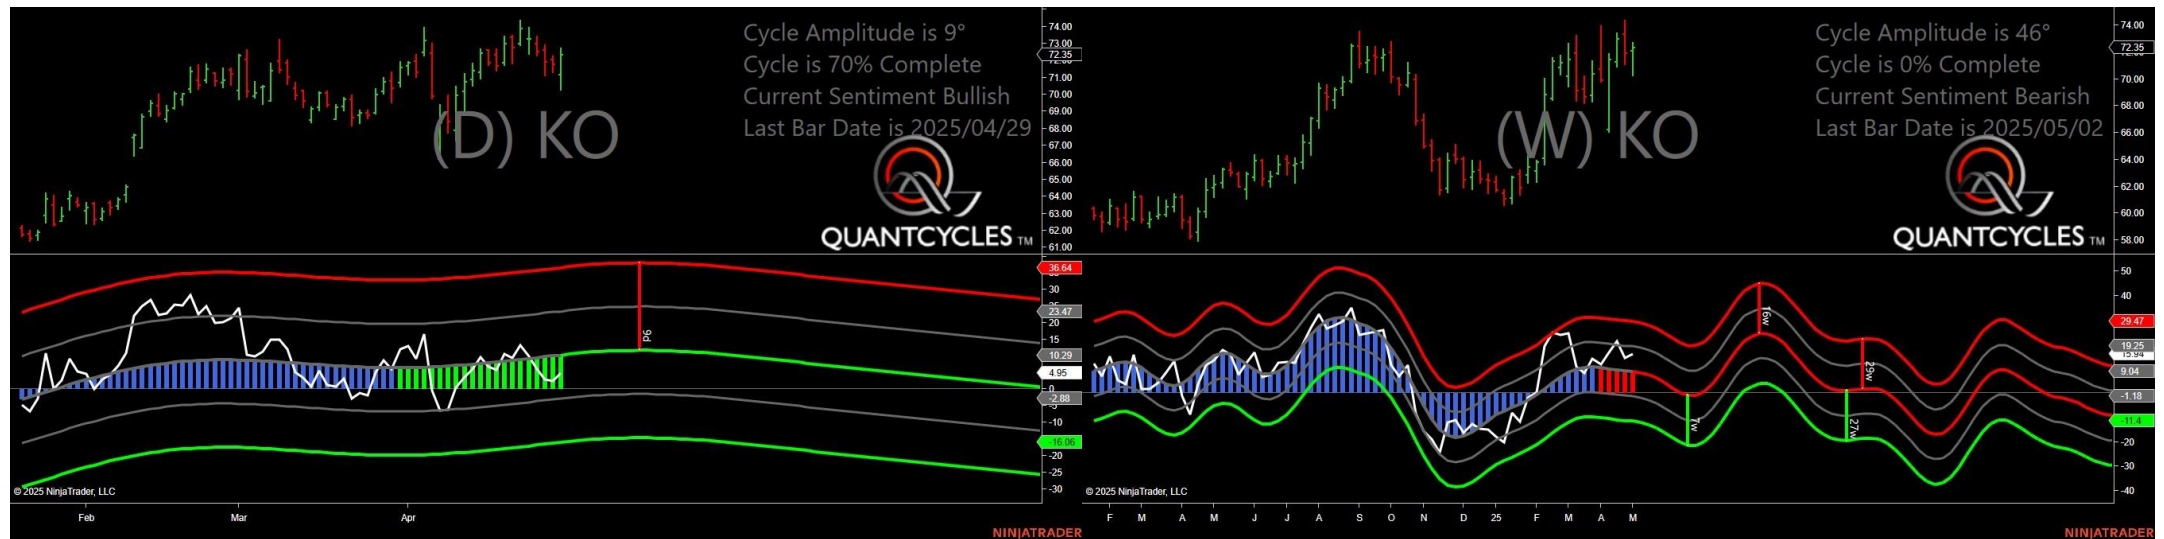 Cycle Amplitude is 9°
Cycle is 70% Complete
Current Sentiment Bullish
Last Bar Date is 2025/04/29
(D) KO
QUANTCYCLES TM
74.00
73.00
72.35
71.00
70.00
69.00
68.00
67.00
66.00
65.00
64.00
63.00
62.00
61.00
36.64
30
23.47
20
15
10.29
4.95
0
-2.88
-10
-16.06
-20
-25
-30
9d
© 2025 NinjaTrader, LLC
Feb Mar Apr
NINJATRADER
Cycle Amplitude is 46°
Cycle is 0% Complete
Current Sentiment Bearish
Last Bar Date is 2025/05/02
(W) KO
QUANTCYCLES TM
74.00
72.35
70.00
68.00
66.00
64.00
62.00
60.00
58.00
50
40
29.47
19.25
15.94
9.04
-1.18
-11.4
-20
-30
-40
16w
29w
7w
27w
© 2025 NinjaTrader, LLC
F M A M J J A S O N D 25 F M A M
NINJATRADER